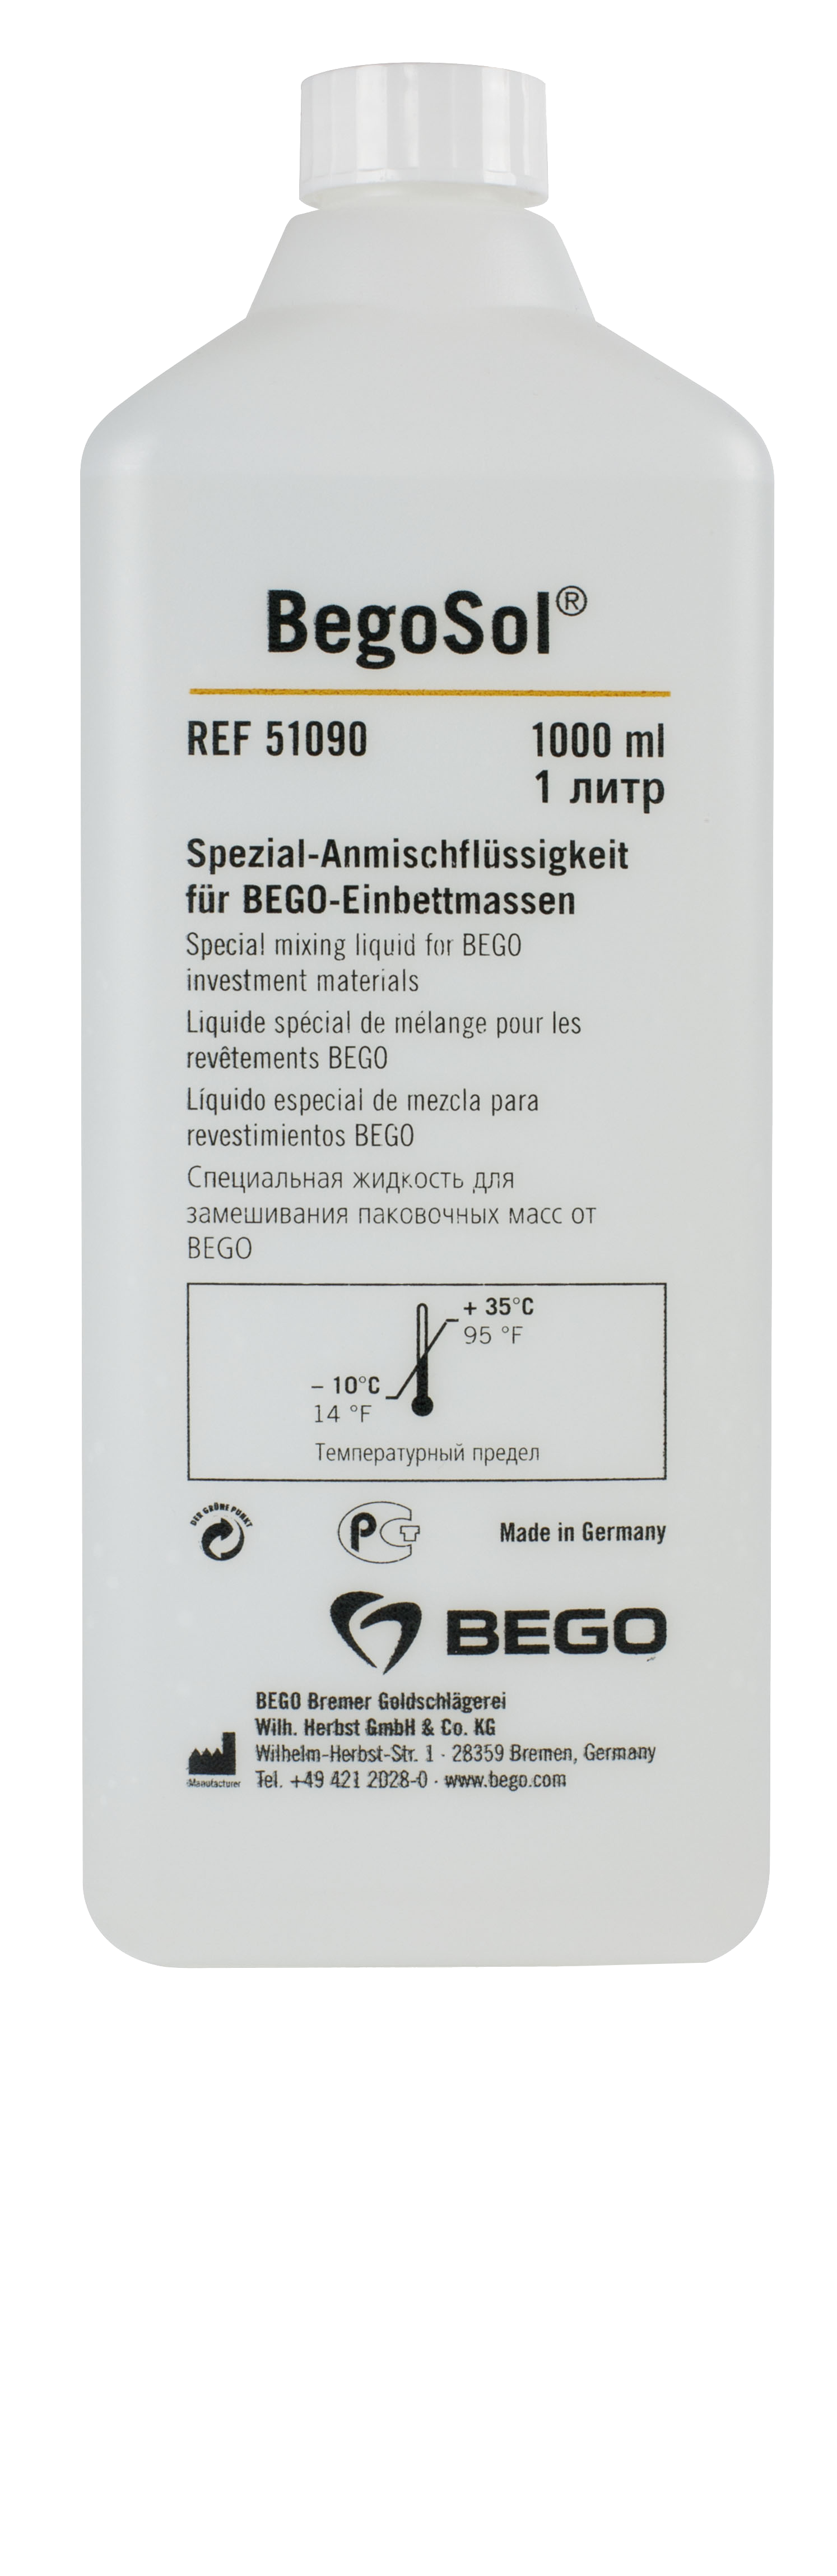 BegoSol®
REF 51090 1000 ml
1 литр
Spezial-Anmischflüssigkeit
für BEGO-Einbettmassen
Special mixing liquid for BEGO
investment materials
Liquide spécial de mélange pour les
revêtements BEGO
Líquido especial de mezcla para
revestimientos BEGO
Специальная жидкость для
замешивания паковочных масс от
BEGO
+ 35°C
95 °F
– 10°C
14 °F
Температурный предел
DER GRÜNE PUNKT
РСТ
Made in Germany
BEGO
BEGO Bremer Goldschlägerei
Wilh. Herbst GmbH & Co. KG
Wilhelm-Herbst-Str. 1 · 28359 Bremen, Germany
Manufacturer Tel. +49 421 2028-0 · www.bego.com